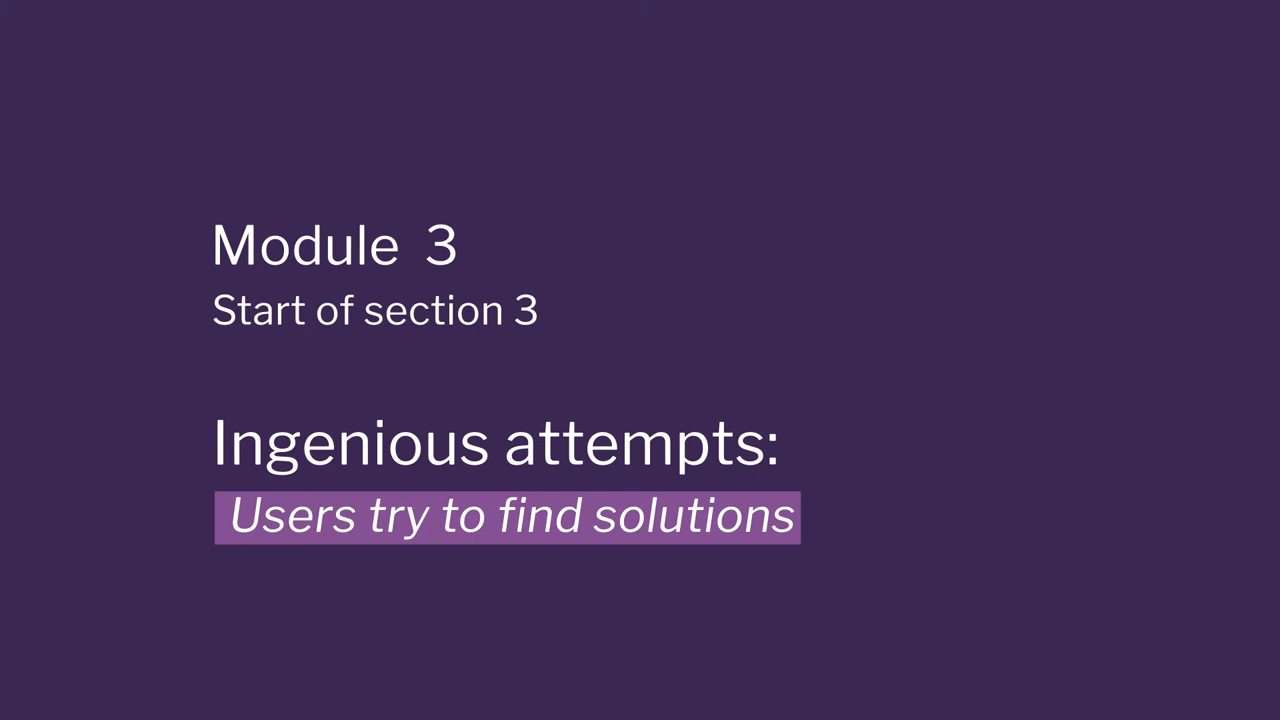 Module 3
Start of section 3
Ingenious attempts:
Users try to find solutions